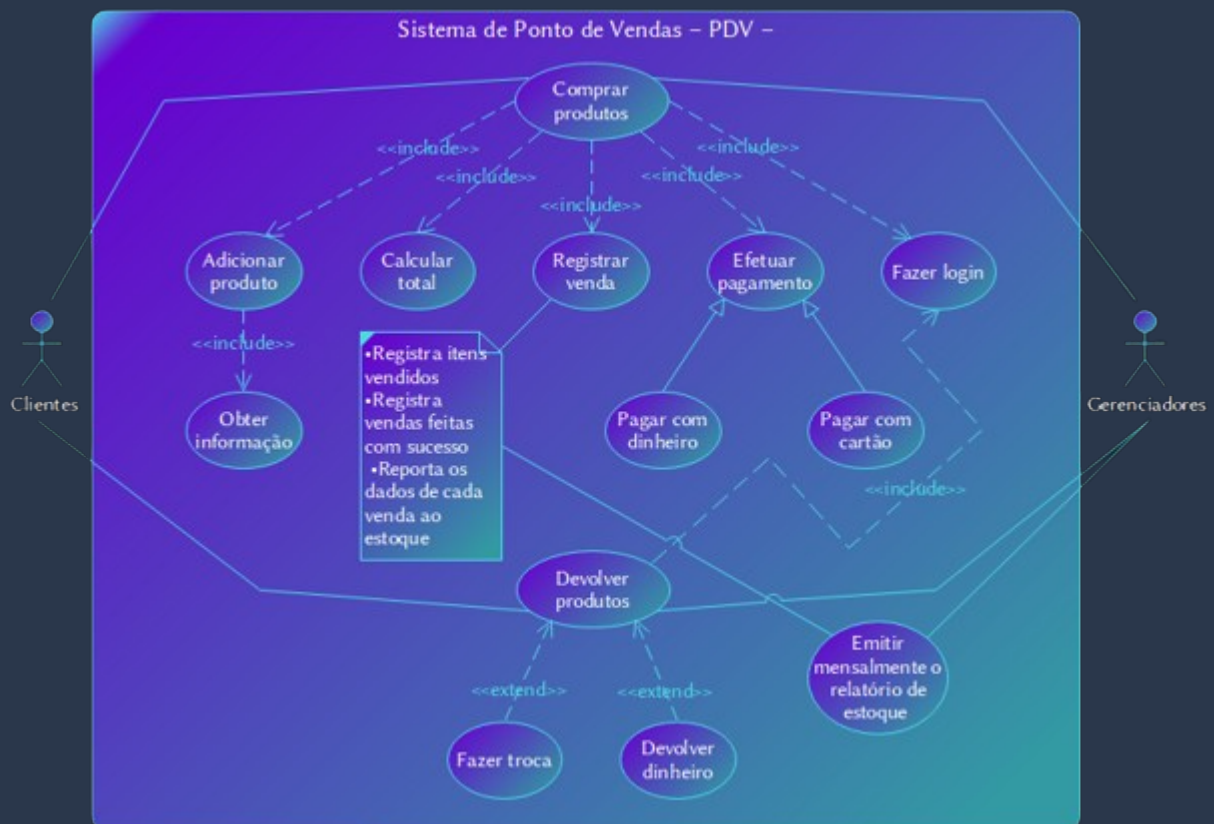 Sistema de Ponto de Vendas – PDV –
Comprar
produtos
<<include>>
<<include>>
<<include>>
<<include>>
<<include>>
Adicionar
produto
Calcular
total
Registrar
venda
Efetuar
pagamento
Fazer login
<<include>>
•Registra itens
vendidos
•Registra
vendas feitas
com sucesso
•Reporta os
dados de cada
venda ao
estoque
Clientes
Gerenciadores
Obter
informação
Pagar com
dinheiro
Pagar com
cartão
<<include>>
Devolver
produtos
Emitir
mensalmente o
relatório de
estoque
<<extend>>
<<extend>>
Fazer troca
Devolver
dinheiro